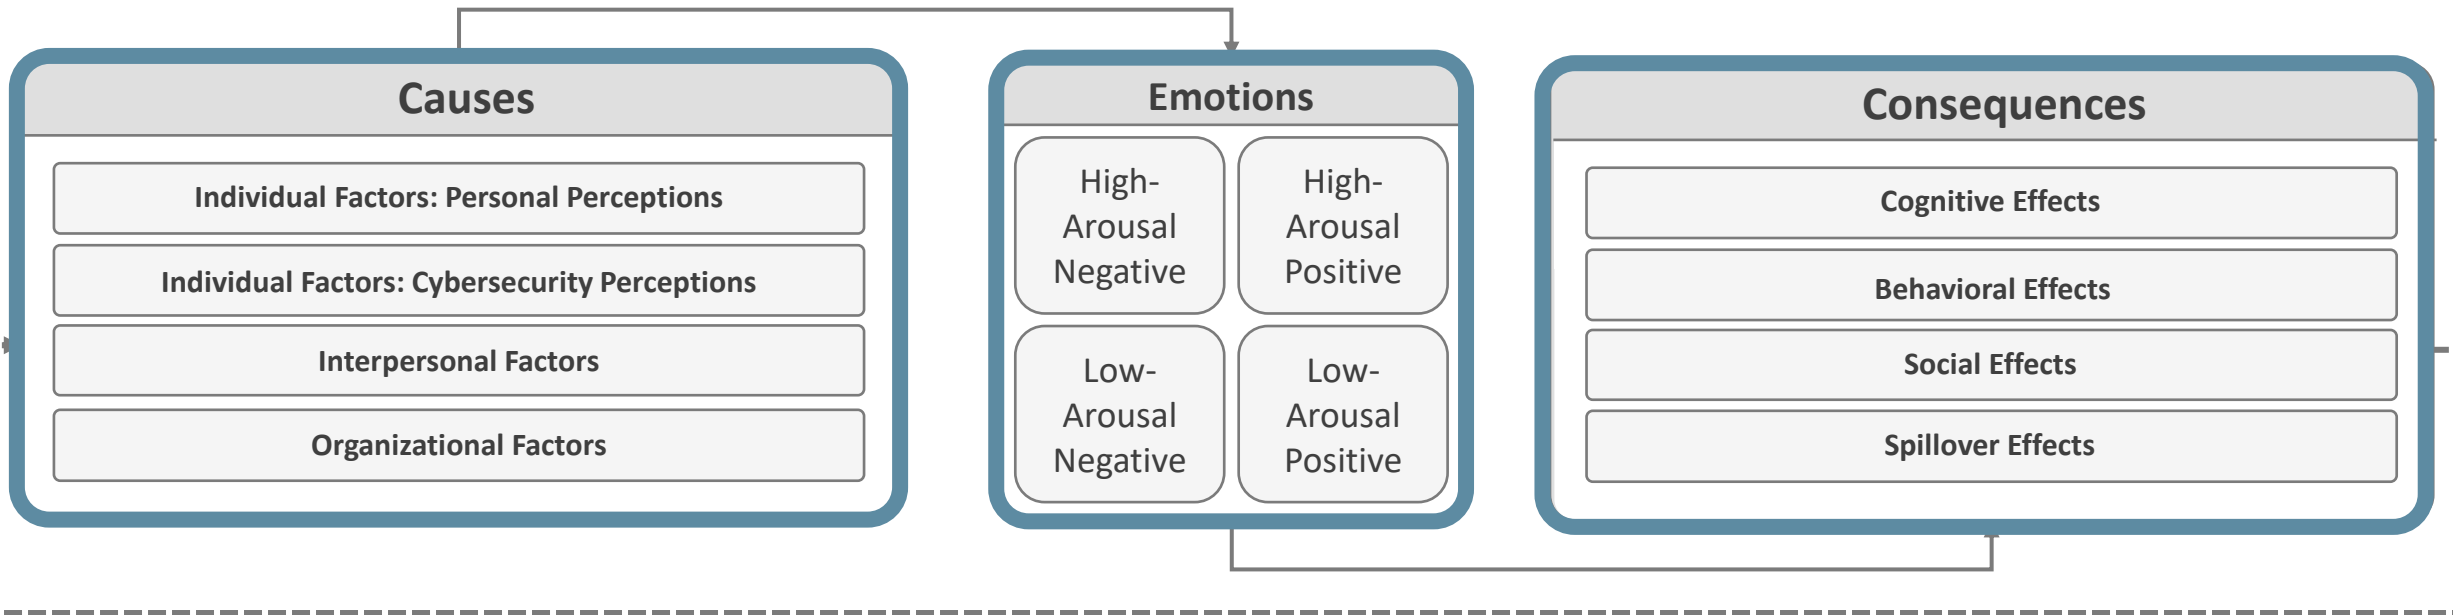 Causes
Individual Factors: Personal Perceptions
Individual Factors: Cybersecurity Perceptions
Interpersonal Factors
Organizational Factors
Emotions
High-
Arousal
Negative
High-
Arousal
Positive
Low-
Arousal
Negative
Low-
Arousal
Positive
Consequences
Cognitive Effects
Behavioral Effects
Social Effects
Spillover Effects